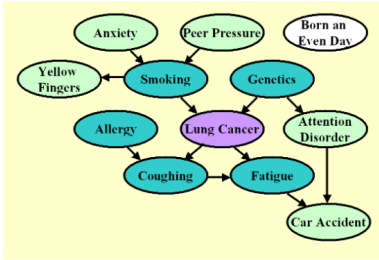 Born an
Even Day
Anxiety
Peer Pressure
Yellow
Fingers
Smoking
Genetics
Allergy
Lung Cancer
Attention
Disorder
Coughing
Fatigue
Car Accident